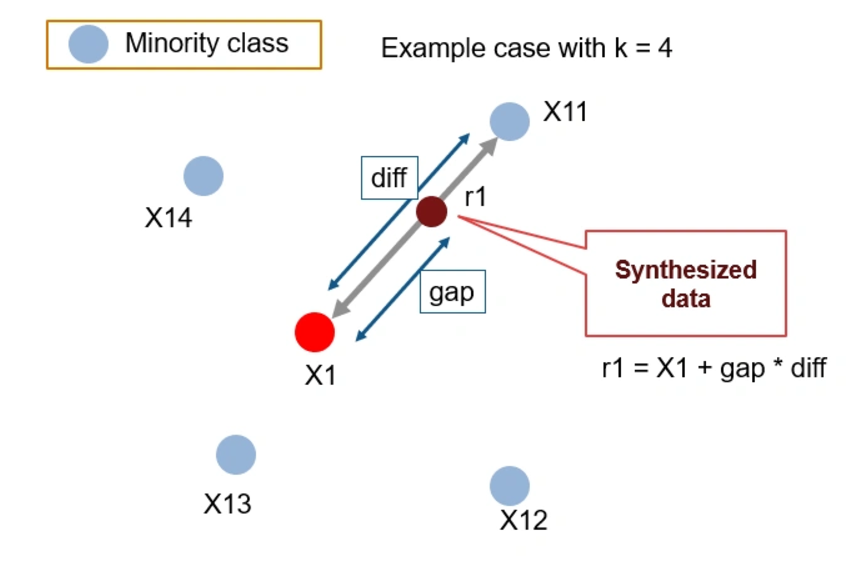 Minority class
Example case with k = 4
X11
diff
r1
X14
Synthesized
data
gap
r1 = X1 + gap * diff
X1
X13
X12